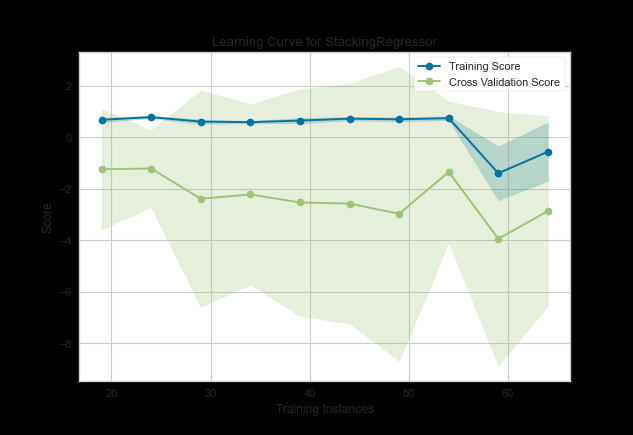 Learning Curve for StackingRegressor
Training Score
Cross Validation Score
2
0
−2
−4
−6
−8
Score
20
30
40
50
60
Training Instances